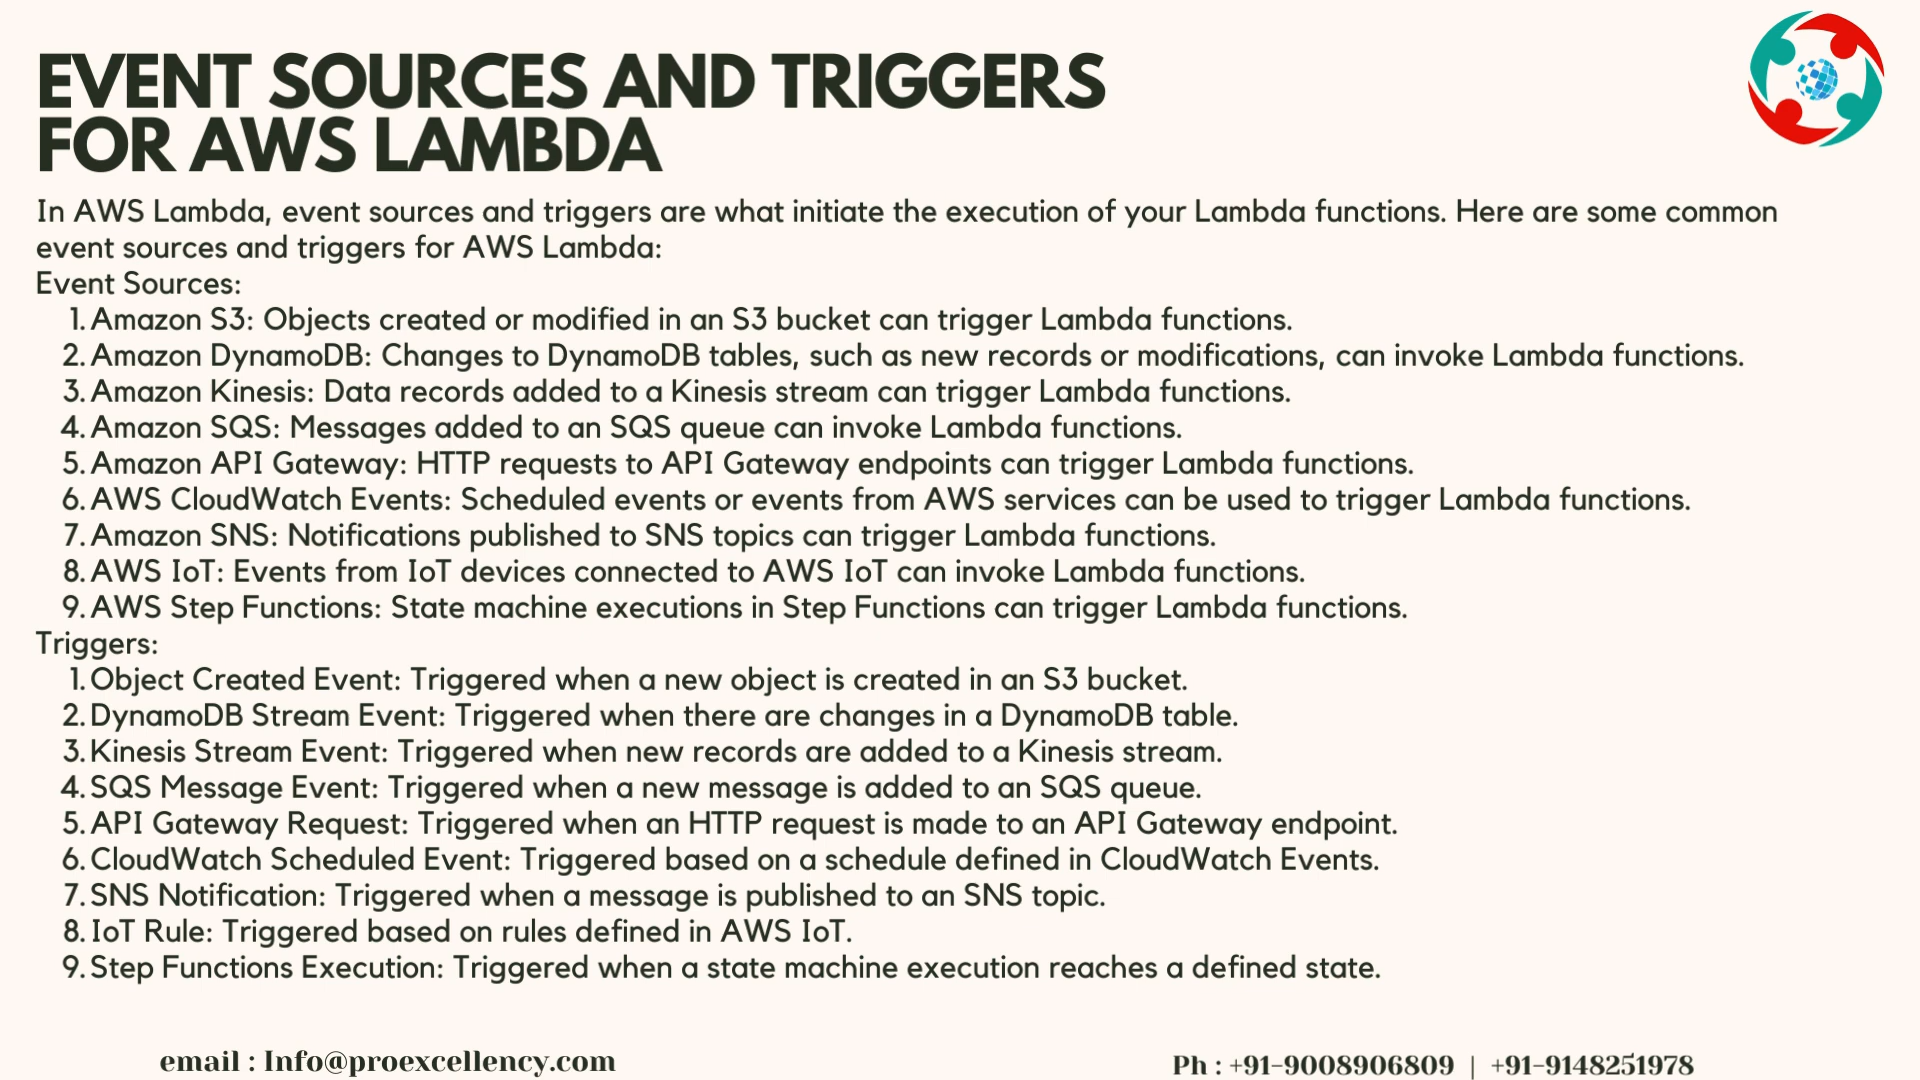 EVENT SOURCES AND TRIGGERS
FOR AWS LAMBDA
In AWS Lambda, event sources and triggers are what initiate the execution of your Lambda functions. Here are some common
event sources and triggers for AWS Lambda:
Event Sources:
1. Amazon S3: Objects created or modified in an S3 bucket can trigger Lambda functions.
2. Amazon DynamoDB: Changes to DynamoDB tables, such as new records or modifications, can invoke Lambda functions.
3. Amazon Kinesis: Data records added to a Kinesis stream can trigger Lambda functions.
4. Amazon SQS: Messages added to an SQS queue can invoke Lambda functions.
5. Amazon API Gateway: HTTP requests to API Gateway endpoints can trigger Lambda functions.
6. AWS CloudWatch Events: Scheduled events or events from AWS services can be used to trigger Lambda functions.
7. Amazon SNS: Notifications published to SNS topics can trigger Lambda functions.
8. AWS IoT: Events from IoT devices connected to AWS IoT can invoke Lambda functions.
9. AWS Step Functions: State machine executions in Step Functions can trigger Lambda functions.
Triggers:
1. Object Created Event: Triggered when a new object is created in an S3 bucket.
2. DynamoDB Stream Event: Triggered when there are changes in a DynamoDB table.
3. Kinesis Stream Event: Triggered when new records are added to a Kinesis stream.
4. SQS Message Event: Triggered when a new message is added to an SQS queue.
5. API Gateway Request: Triggered when an HTTP request is made to an API Gateway endpoint.
6. CloudWatch Scheduled Event: Triggered based on a schedule defined in CloudWatch Events.
7. SNS Notification: Triggered when a message is published to an SNS topic.
8. IoT Rule: Triggered based on rules defined in AWS IoT.
9. Step Functions Execution: Triggered when a state machine execution reaches a defined state.
email : Info@proexcellency.com
Ph : +91-9008906809 | +91-9148251978